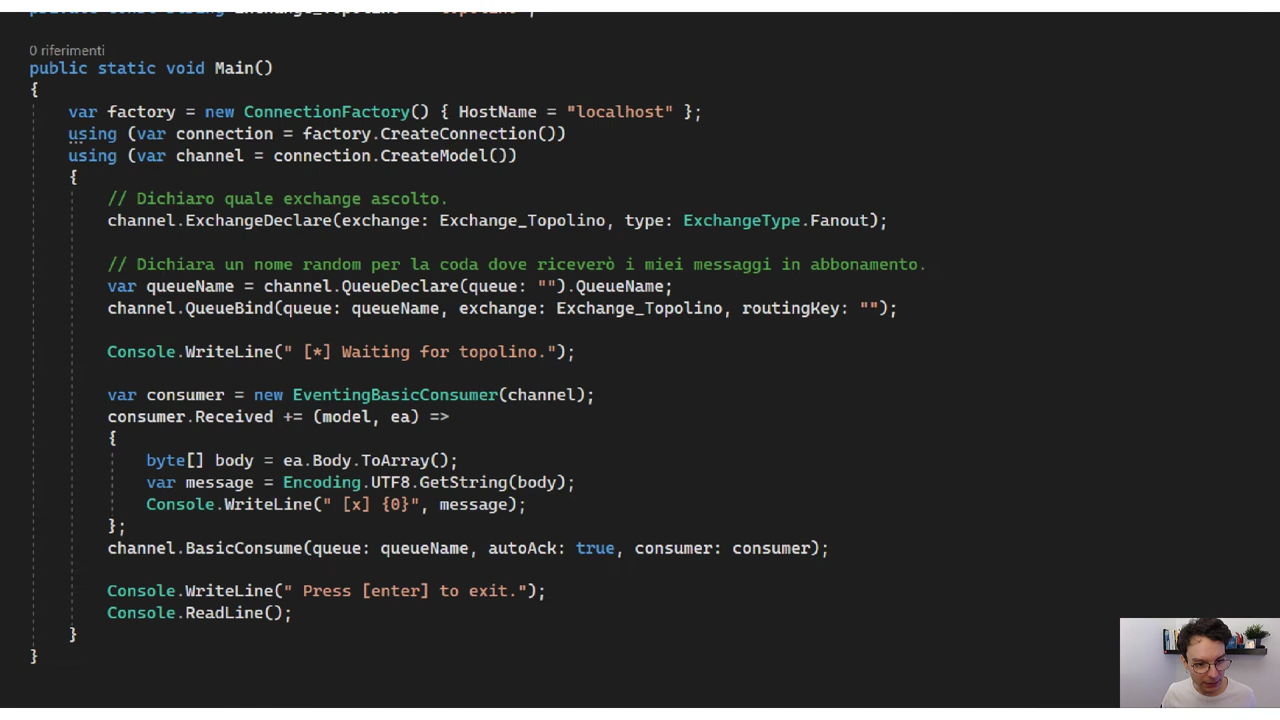 0 riferimenti
public static void Main()
{
var factory = new ConnectionFactory() { HostName = "localhost" };
using (var connection = factory.CreateConnection())
using (var channel = connection.CreateModel())
{
// Dichiaro quale exchange ascolto.
channel.ExchangeDeclare(exchange: Exchange_Topolino, type: ExchangeType.Fanout);
// Dichiara un nome random per la coda dove riceverò i miei messaggi in abbonamento.
var queueName = channel.QueueDeclare(queue: "").QueueName;
channel.QueueBind(queue: queueName, exchange: Exchange_Topolino, routingKey: "");
Console.WriteLine(" [*] Waiting for topolino.");
var consumer = new EventingBasicConsumer(channel);
consumer.Received += (model, ea) =>
{
byte[] body = ea.Body.ToArray();
var message = Encoding.UTF8.GetString(body);
Console.WriteLine(" [x] {0}", message);
};
channel.BasicConsume(queue: queueName, autoAck: true, consumer: consumer);
Console.WriteLine(" Press [enter] to exit.");
Console.ReadLine();
}
}